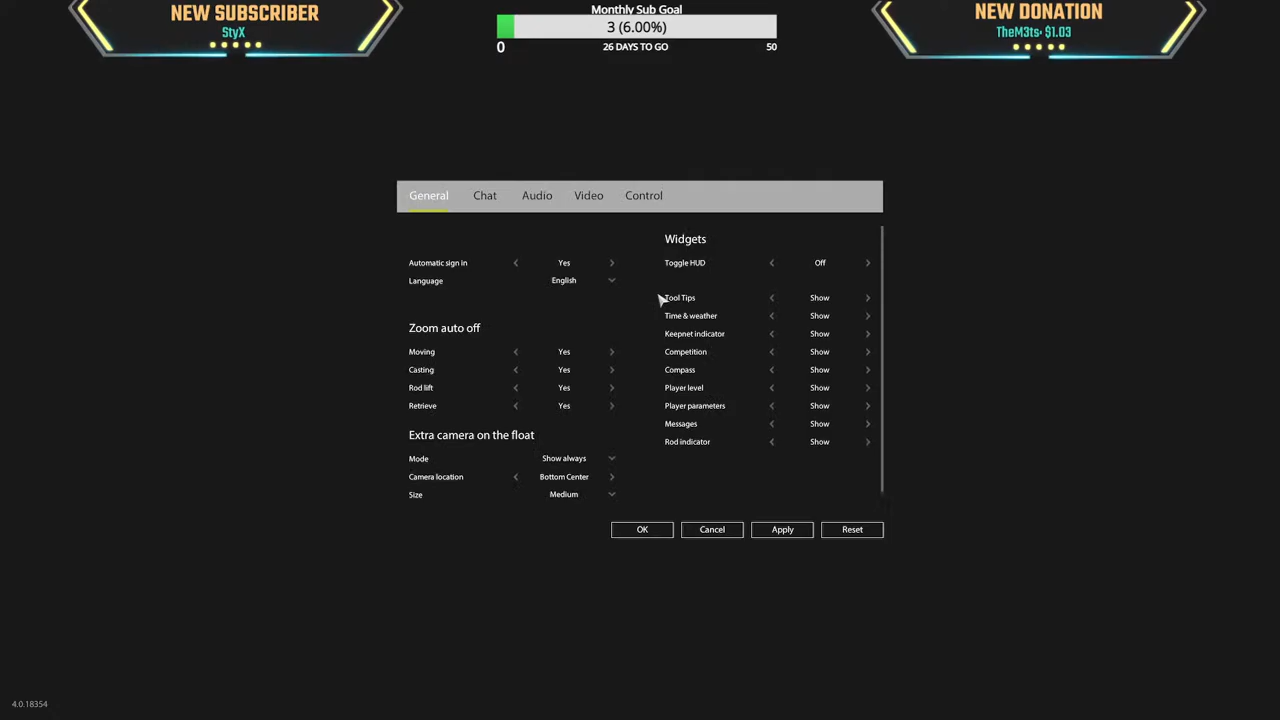 NEW SUBSCRIBER
StyX
Monthly Sub Goal
3 (6.00%)
0
26 DAYS TO GO
50
NEW DONATION
TheM3ts• $1.03
General Chat Audio Video Control
Automatic sign in Yes
Language English
Zoom auto off
Moving Yes
Casting Yes
Rod lift Yes
Retrieve Yes
Extra camera on the float
Mode Show always
Camera location Bottom Center
Size Medium
Widgets
Toggle HUD Off
Tool Tips Show
Time & weather Show
Keepnet indicator Show
Competition Show
Compass Show
Player level Show
Player parameters Show
Messages Show
Rod indicator Show
OK Cancel Apply Reset
4.0.18354